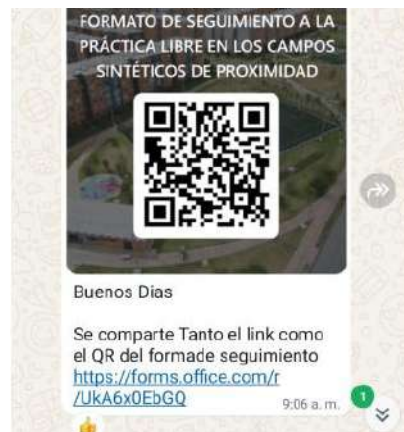 FORMATO DE SEGUIMIENTO A LA
PRÁCTICA LIBRE EN LOS CAMPOS
SINTÉTICOS DE PROXIMIDAD
Buenos Dias
Se comparte Tanto el link como
el QR del formade seguimiento
https://forms.office.com/r
/UkA6x0EbGQ
9:06 a. m.
1